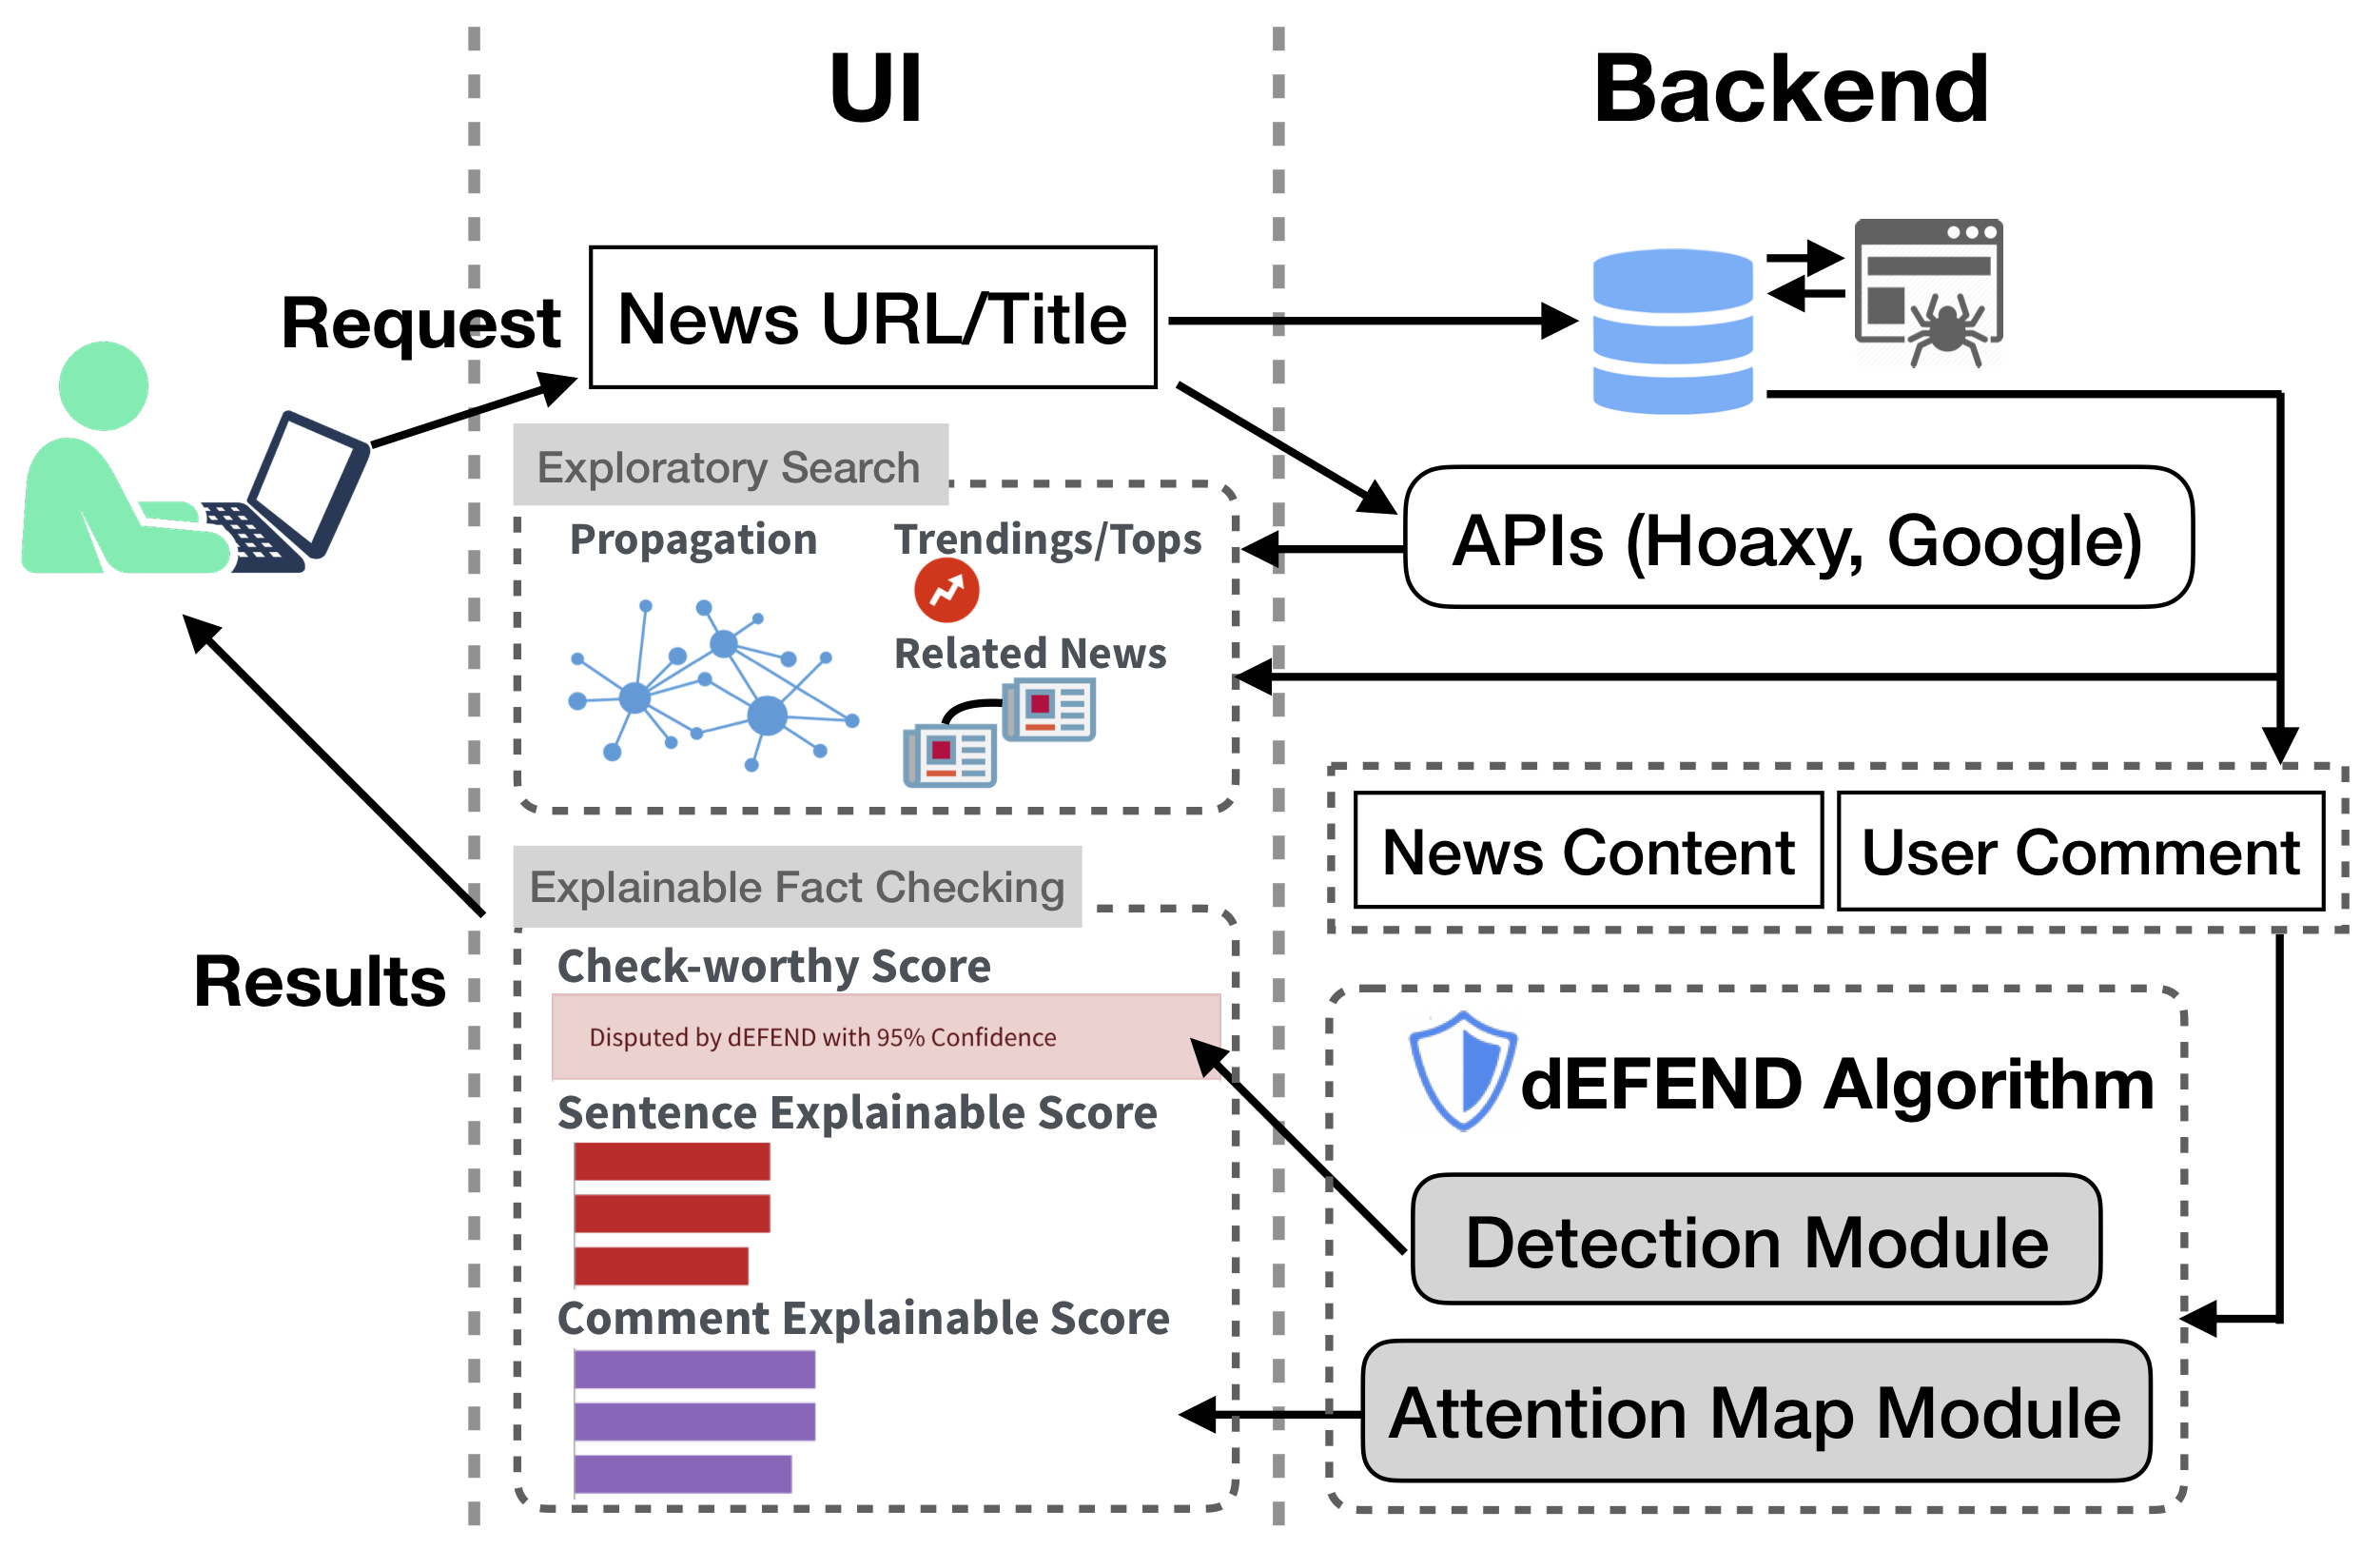 UI
Backend
Request
News URL/Title
Exploratory Search
Propagation
Trendings/Tops
Related News
APIs (Hoaxy, Google)
News Content
User Comment
Explainable Fact Checking
Results
Check-worthy Score
Disputed by dEFEND with 95% Confidence
Sentence Explainable Score
Comment Explainable Score
dEFEND Algorithm
Detection Module
Attention Map Module